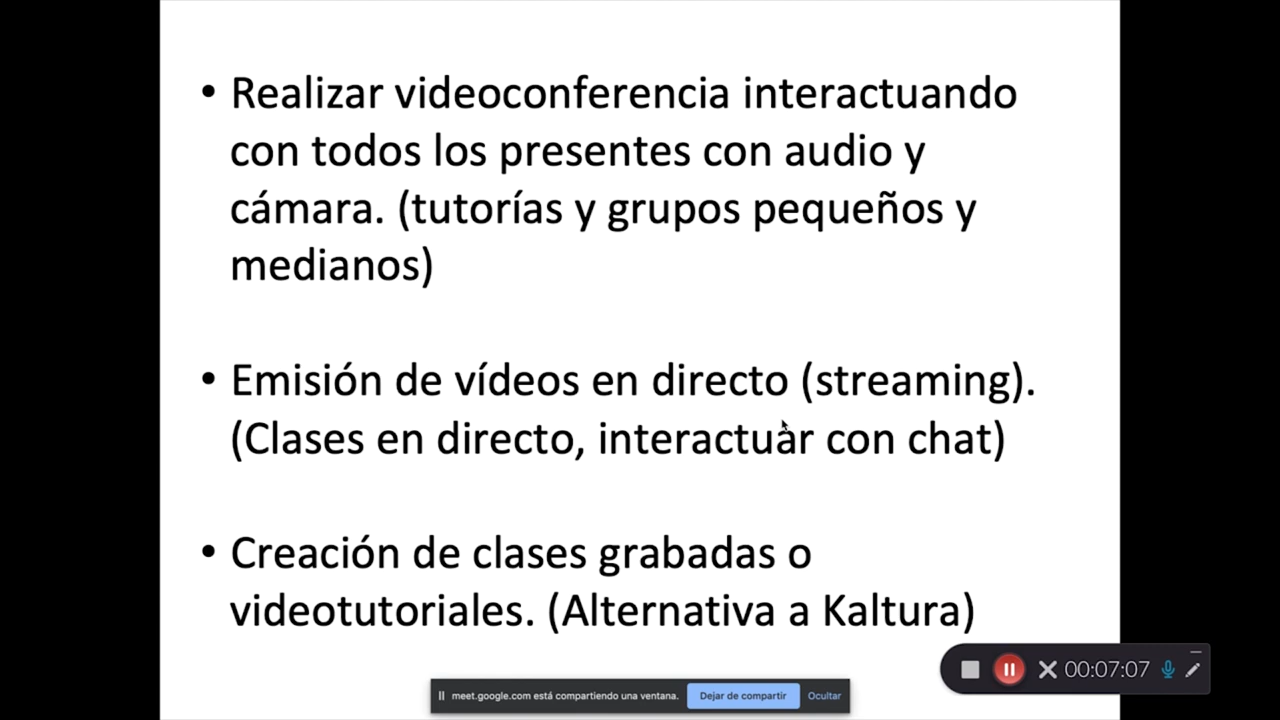 • Realizar videoconferencia interactuando
con todos los presentes con audio y
cámara. (tutorías y grupos pequeños y
medianos)
• Emisión de vídeos en directo (streaming).
(Clases en directo, interactuar con chat)
• Creación de clases grabadas o
videotutoriales. (Alternativa a Kaltura)
00:07:07
meet.google.com está compartiendo una ventana. Dejar de compartir Ocultar